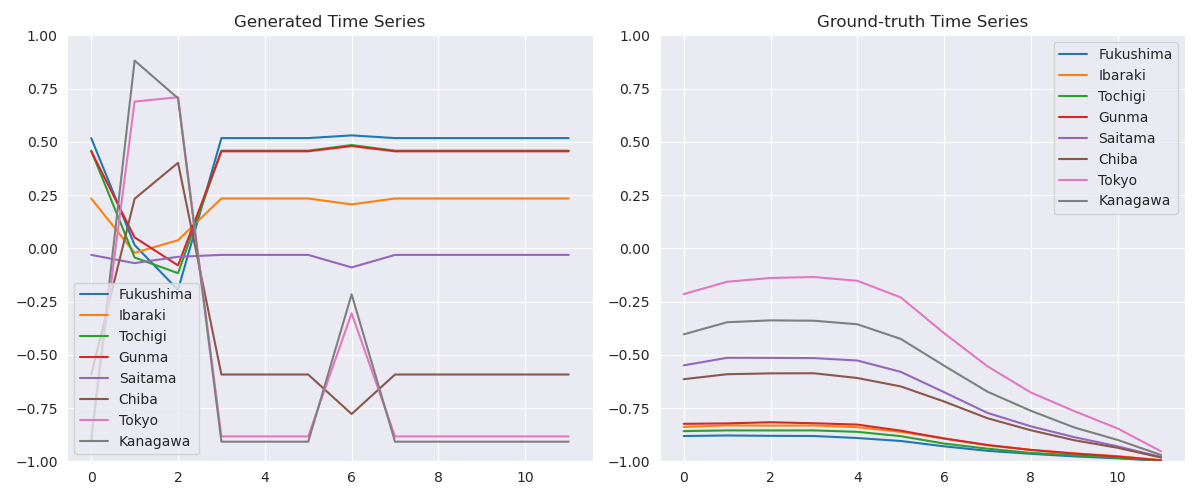 Generated Time Series
1.00
0.75
0.50
0.25
0.00
−0.25
−0.50
−0.75
−1.00
0 2 4 6 8 10
Fukushima
Ibaraki
Tochigi
Gunma
Saitama
Chiba
Tokyo
Kanagawa
Ground-truth Time Series
1.00
0.75
0.50
0.25
0.00
−0.25
−0.50
−0.75
−1.00
0 2 4 6 8 10
Fukushima
Ibaraki
Tochigi
Gunma
Saitama
Chiba
Tokyo
Kanagawa